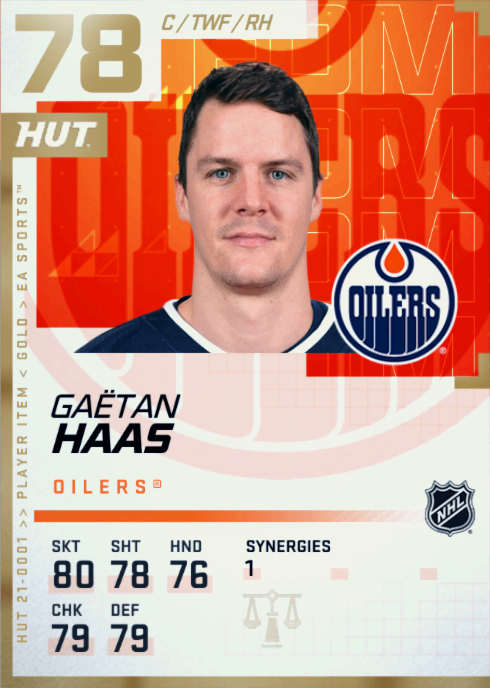 78
C / TWF / RH
HUT
GAËTAN
HAAS
OILERS®
OILERS
NHL
SKT SHT HND
80 78 76
CHK DEF
79 79
SYNERGIES
1
HUT 21-0001 >> PLAYER ITEM < GOLD > EA SPORTS™